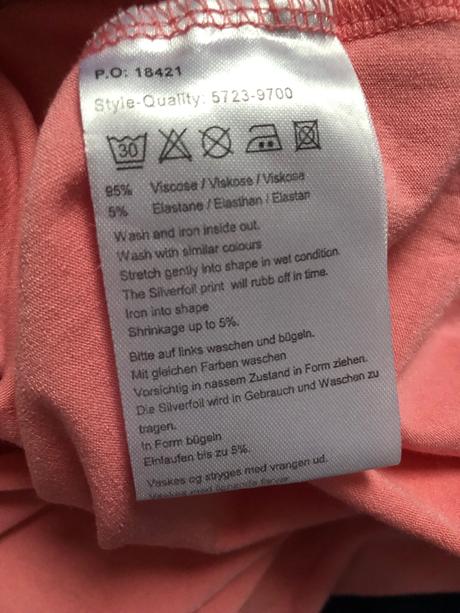 P.O: 18421
Style-Quality: 5723-9700
30
95% Viscose / Viskose / Viskose
5% Elastane / Elasthan / Elastan
Wash and iron inside out.
Wash with similar colours
Stretch gently into shape in wet condition.
The Silverfoil print will rubb off in time.
Iron into shape
Shrinkage up to 5%.
Bitte auf links waschen und bügeln.
Mit gleichen Farben waschen
Vorsichtig in nassem Zustand in Form ziehen.
Die Silverfoil wird in Gebrauch und Waschen zu
tragen.
In Form bügeln
Einlaufen bis zu 5%.
Vaskes og stryges med vrangen ud.
Vaskes med lignende farver